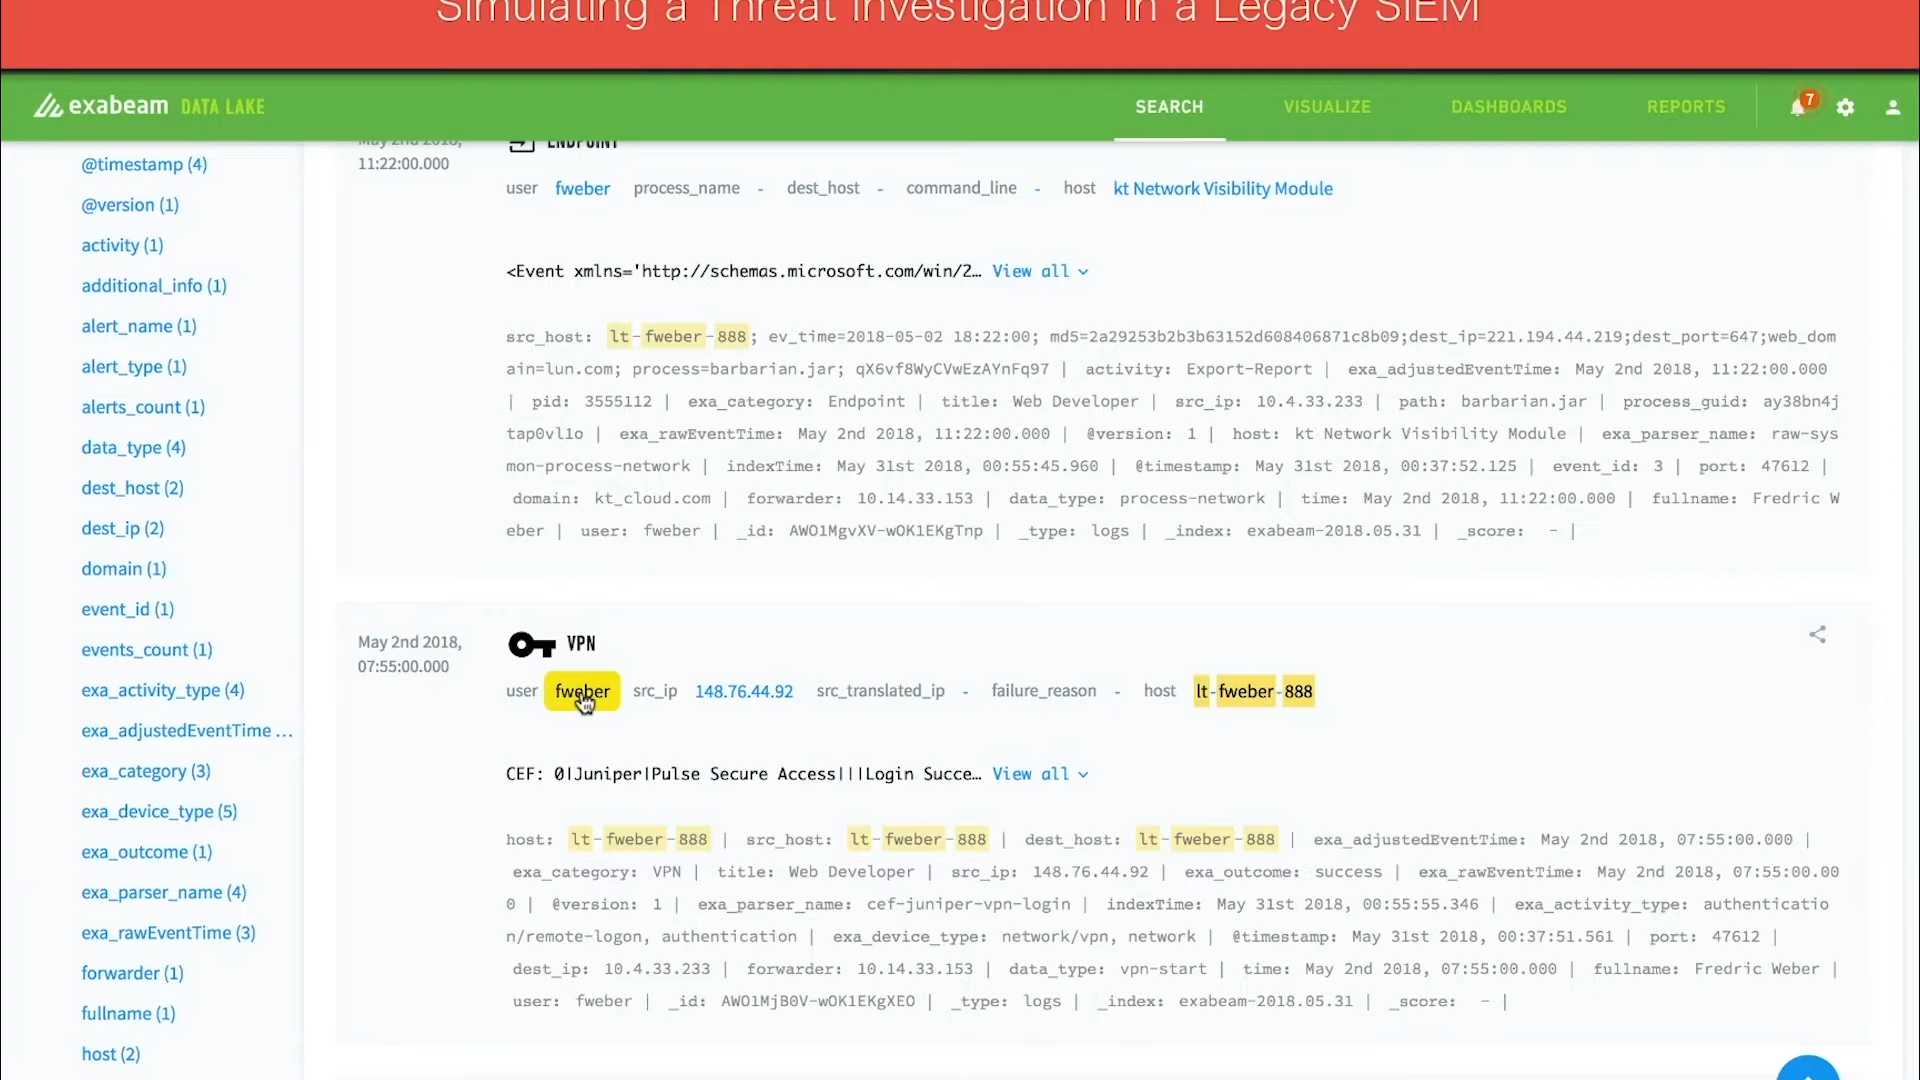 Simulating a Threat Investigation in a Legacy SIEM
exabeam DATA LAKE
SEARCH
VISUALIZE
DASHBOARDS
REPORTS
7
@timestamp (4)
@version (1)
activity (1)
additional_info (1)
alert_name (1)
alert_type (1)
alerts_count (1)
data_type (4)
dest_host (2)
dest_ip (2)
domain (1)
event_id (1)
events_count (1)
exa_activity_type (4)
exa_adjustedEventTime ...
exa_category (3)
exa_device_type (5)
exa_outcome (1)
exa_parser_name (4)
exa_rawEventTime (3)
forwarder (1)
fullname (1)
host (2)
May 2nd 2018,
11:22:00.000
ENDPOINT
user fweber process_name - dest_host - command_line - host kt Network Visibility Module
<Event xmlns='http://schemas.microsoft.com/win/2… View all
src_host: lt-fweber-888; ev_time=2018-05-02 18:22:00; md5=2a29253b2b3b63152d608406871c8b09;dest_ip=221.194.44.219;dest_port=647;web_dom
ain=lun.com; process=barbarian.jar; qX6vf8WyCVwEzAYnFq97 | activity: Export-Report | exa_adjustedEventTime: May 2nd 2018, 11:22:00.000
| pid: 3555112 | exa_category: Endpoint | title: Web Developer | src_ip: 10.4.33.233 | path: barbarian.jar | process_guid: ay38bn4j
tap0vl1o | exa_rawEventTime: May 2nd 2018, 11:22:00.000 | @version: 1 | host: kt Network Visibility Module | exa_parser_name: raw-sys
mon-process-network | indexTime: May 31st 2018, 00:55:45.960 | @timestamp: May 31st 2018, 00:37:52.125 | event_id: 3 | port: 47612 |
domain: kt_cloud.com | forwarder: 10.14.33.153 | data_type: process-network | time: May 2nd 2018, 11:22:00.000 | fullname: Fredric W
eber | user: fweber | _id: AWO1MgvXV-wOK1EKgTnp | _type: logs | _index: exabeam-2018.05.31 | _score: - |
May 2nd 2018,
07:55:00.000
VPN
user fweber src_ip 148.76.44.92 src_translated_ip - failure_reason - host lt-fweber-888
CEF: 0|Juniper|Pulse Secure Access|||Login Succe… View all
host: lt-fweber-888 | src_host: lt-fweber-888 | dest_host: lt-fweber-888 | exa_adjustedEventTime: May 2nd 2018, 07:55:00.000 |
exa_category: VPN | title: Web Developer | src_ip: 148.76.44.92 | exa_outcome: success | exa_rawEventTime: May 2nd 2018, 07:55:00.00
0 | @version: 1 | exa_parser_name: cef-juniper-vpn-login | indexTime: May 31st 2018, 00:55:55.346 | exa_activity_type: authenticatio
n/remote-logon, authentication | exa_device_type: network/vpn, network | @timestamp: May 31st 2018, 00:37:51.561 | port: 47612 |
dest_ip: 10.4.33.233 | forwarder: 10.14.33.153 | data_type: vpn-start | time: May 2nd 2018, 07:55:00.000 | fullname: Fredric Weber |
user: fweber | _id: AWO1MjB0V-wOK1EKgXEO | _type: logs | _index: exabeam-2018.05.31 | _score: - |